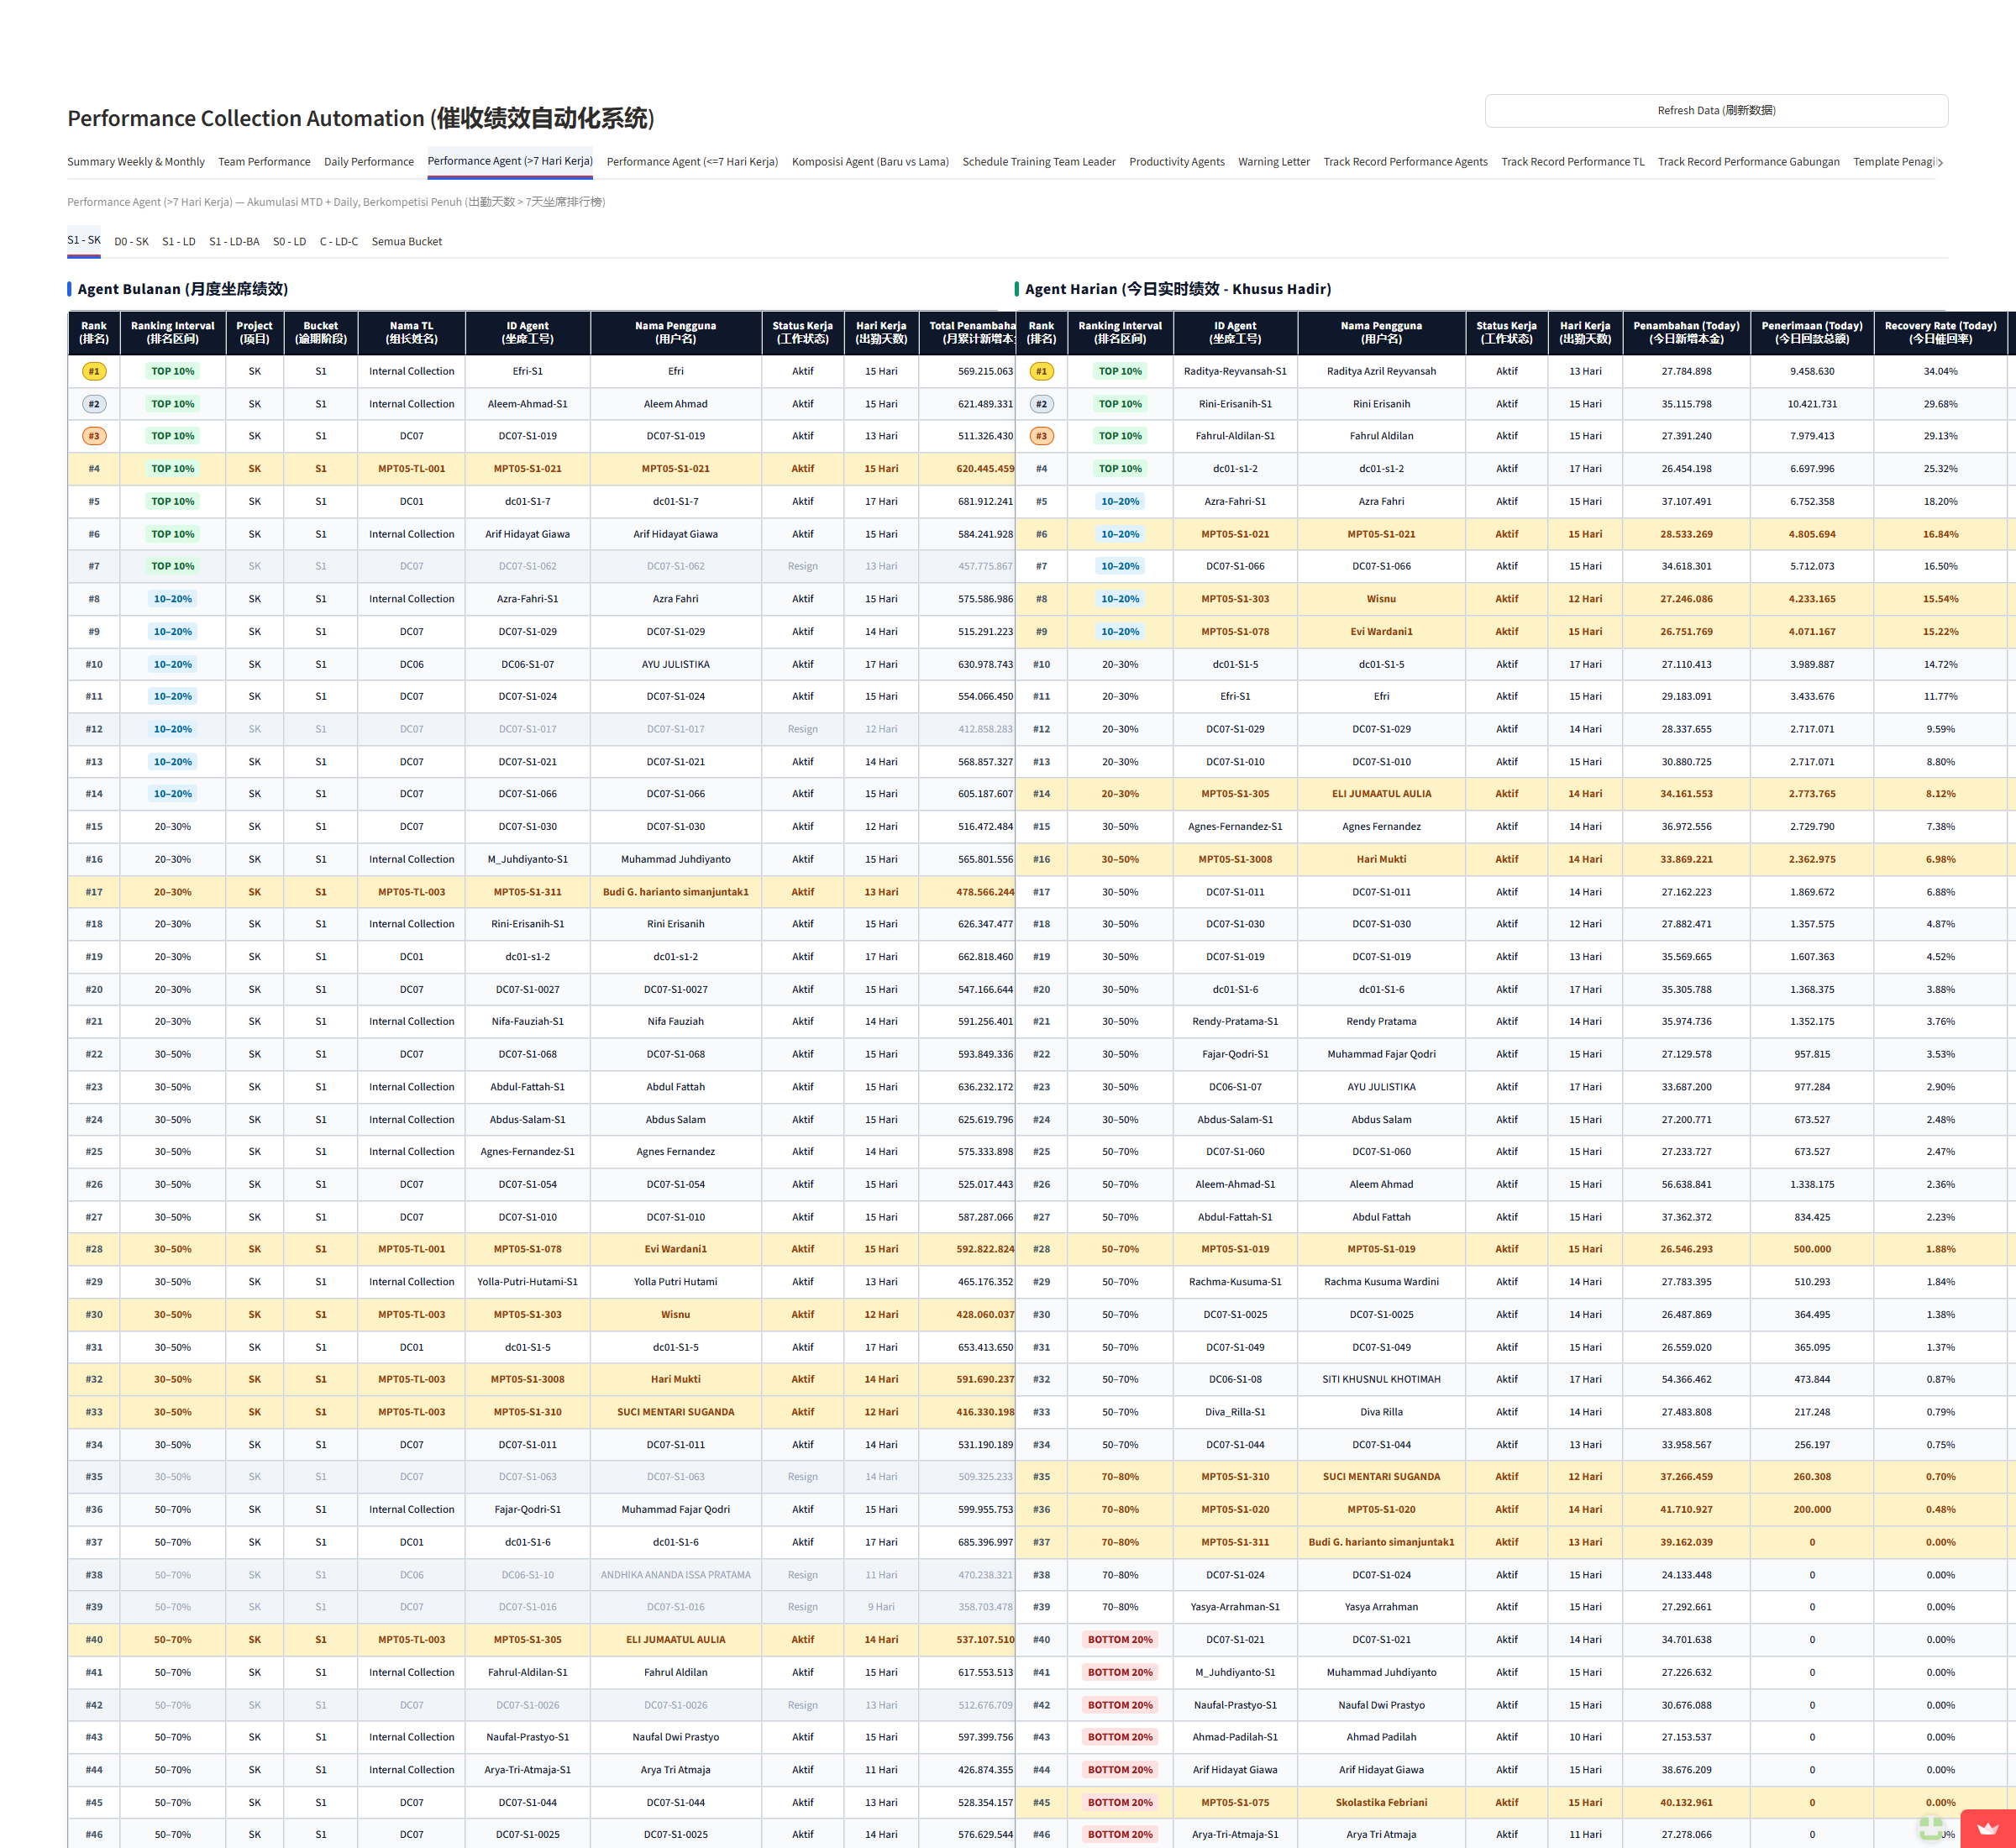 Performance Collection Automation (催收绩效自动化系统)
Refresh Data (刷新数据)
Summary Weekly & Monthly Team Performance Daily Performance Performance Agent (>7 Hari Kerja) Performance Agent (<=7 Hari Kerja) Komposisi Agent (Baru vs Lama) Schedule Training Team Leader Productivity Agents Warning Letter Track Record Performance Agents Track Record Performance TL Track Record Performance Gabungan Template Penagi
Performance Agent (>7 Hari Kerja) — Akumulasi MTD + Daily, Berkompetisi Penuh (出勤天数 > 7天坐席排行榜)
S1 - SK D0 - SK S1 - LD S1 - LD-BA S0 - LD C - LD-C Semua Bucket
Agent Bulanan (月度坐席绩效)
Rank Ranking Interval Project Bucket Nama TL ID Agent Nama Pengguna Status Kerja Hari Kerja Total Penambaha
(排名) (排名区间) (项目) (逾期阶段) (组长姓名) (坐席工号) (用户名) (工作状态) (出勤天数) (月累计新增本
#1 TOP 10% SK S1 Internal Collection Efri-S1 Efri Aktif 15 Hari 569.215.063
#2 TOP 10% SK S1 Internal Collection Aleem-Ahmad-S1 Aleem Ahmad Aktif 15 Hari 621.489.331
#3 TOP 10% SK S1 DC07 DC07-S1-019 DC07-S1-019 Aktif 13 Hari 511.326.430
#4 TOP 10% SK S1 MPT05-TL-001 MPT05-S1-021 MPT05-S1-021 Aktif 15 Hari 620.445.459
#5 TOP 10% SK S1 DC01 dc01-s1-7 dc01-s1-7 Aktif 17 Hari 681.912.241
#6 TOP 10% SK S1 Internal Collection Arif Hidayat Giawa Arif Hidayat Giawa Aktif 15 Hari 584.241.928
#7 TOP 10% SK S1 DC07 DC07-S1-062 DC07-S1-062 Resign 13 Hari 457.775.867
#8 10–20% SK S1 Internal Collection Azra-Fahri-S1 Azra Fahri Aktif 15 Hari 575.586.986
#9 10–20% SK S1 DC07 DC07-S1-029 DC07-S1-029 Aktif 14 Hari 515.291.223
#10 10–20% SK S1 DC06 DC06-S1-07 AYU JULISTIKA Aktif 17 Hari 630.978.743
#11 10–20% SK S1 DC07 DC07-S1-024 DC07-S1-024 Aktif 15 Hari 554.066.450
#12 10–20% SK S1 DC07 DC07-S1-017 DC07-S1-017 Resign 12 Hari 412.858.283
#13 10–20% SK S1 DC07 DC07-S1-021 DC07-S1-021 Aktif 14 Hari 568.857.327
#14 10–20% SK S1 DC07 DC07-S1-066 DC07-S1-066 Aktif 15 Hari 605.187.607
#15 20–30% SK S1 DC07 DC07-S1-030 DC07-S1-030 Aktif 12 Hari 516.472.484
#16 20–30% SK S1 Internal Collection M_Juhdiyanto-S1 Muhammad Juhdiyanto Aktif 15 Hari 565.801.556
#17 20–30% SK S1 MPT05-TL-003 MPT05-S1-311 Budi G. harianto simanjuntak1 Aktif 13 Hari 478.566.244
#18 20–30% SK S1 Internal Collection Rini-Erisanih-S1 Rini Erisanih Aktif 15 Hari 626.347.477
#19 20–30% SK S1 DC01 dc01-s1-2 dc01-s1-2 Aktif 17 Hari 662.818.460
#20 20–30% SK S1 DC07 DC07-S1-0027 DC07-S1-0027 Aktif 15 Hari 547.166.644
#21 20–30% SK S1 Internal Collection Nifa-Fauziah-S1 Nifa Fauziah Aktif 14 Hari 591.256.401
#22 30–50% SK S1 DC07 DC07-S1-068 DC07-S1-068 Aktif 15 Hari 593.849.336
#23 30–50% SK S1 Internal Collection Abdul-Fattah-S1 Abdul Fattah Aktif 15 Hari 636.232.172
#24 30–50% SK S1 Internal Collection Abdus-Salam-S1 Abdus Salam Aktif 15 Hari 625.619.796
#25 30–50% SK S1 Internal Collection Agnes-Fernandez-S1 Agnes Fernandez Aktif 14 Hari 575.333.898
#26 30–50% SK S1 DC07 DC07-S1-054 DC07-S1-054 Aktif 15 Hari 525.017.443
#27 30–50% SK S1 DC07 DC07-S1-010 DC07-S1-010 Aktif 15 Hari 587.287.066
#28 30–50% SK S1 MPT05-TL-001 MPT05-S1-078 Evi Wardani1 Aktif 15 Hari 592.822.824
#29 30–50% SK S1 Internal Collection Yolla-Putri-Hutami-S1 Yolla Putri Hutami Aktif 13 Hari 465.176.352
#30 30–50% SK S1 MPT05-TL-003 MPT05-S1-303 Wisnu Aktif 12 Hari 428.060.037
#31 30–50% SK S1 DC01 dc01-S1-5 dc01-S1-5 Aktif 17 Hari 653.413.650
#32 30–50% SK S1 MPT05-TL-003 MPT05-S1-3008 Hari Mukti Aktif 14 Hari 591.690.237
#33 30–50% SK S1 MPT05-TL-003 MPT05-S1-310 SUCI MENTARI SUGANDA Aktif 12 Hari 416.330.198
#34 30–50% SK S1 DC07 DC07-S1-011 DC07-S1-011 Aktif 14 Hari 531.190.189
#35 30–50% SK S1 DC07 DC07-S1-063 DC07-S1-063 Resign 14 Hari 509.325.233
#36 50–70% SK S1 Internal Collection Fajar-Qodri-S1 Muhammad Fajar Qodri Aktif 15 Hari 599.955.753
#37 50–70% SK S1 DC01 dc01-S1-6 dc01-S1-6 Aktif 17 Hari 685.396.997
#38 50–70% SK S1 DC06 DC06-S1-10 ANDHIKA ANANDA ISSA PRATAMA Resign 11 Hari 470.238.321
#39 50–70% SK S1 DC07 DC07-S1-016 DC07-S1-016 Resign 9 Hari 358.703.478
#40 50–70% SK S1 MPT05-TL-003 MPT05-S1-305 ELI JUMAATUL AULIA Aktif 14 Hari 537.107.510
#41 50–70% SK S1 Internal Collection Fahrul-Aldilan-S1 Fahrul Aldilan Aktif 15 Hari 617.553.513
#42 50–70% SK S1 DC07 DC07-S1-0026 DC07-S1-0026 Resign 13 Hari 512.676.709
#43 50–70% SK S1 Internal Collection Naufal-Prastyo-S1 Naufal Dwi Prastyo Aktif 15 Hari 597.399.756
#44 50–70% SK S1 Internal Collection Arya-Tri-Atmaja-S1 Arya Tri Atmaja Aktif 11 Hari 426.874.355
#45 50–70% SK S1 DC07 DC07-S1-044 DC07-S1-044 Aktif 13 Hari 528.354.157
#46 50–70% SK S1 DC07 DC07-S1-0025 DC07-S1-0025 Aktif 14 Hari 576.629.544
Agent Harian (今日实时绩效 - Khusus Hadir)
Rank Ranking Interval ID Agent Nama Pengguna Status Kerja Hari Kerja Penambahan (Today) Penerimaan (Today) Recovery Rate (Today)
(排名) (排名区间) (坐席工号) (用户名) (工作状态) (出勤天数) (今日新增本金) (今日回款总额) (今日催回率)
#1 TOP 10% Raditya-Reyvansah-S1 Raditya Azril Reyvansah Aktif 13 Hari 27.784.898 9.458.630 34.04%
#2 TOP 10% Rini-Erisanih-S1 Rini Erisanih Aktif 15 Hari 35.115.798 10.421.731 29.68%
#3 TOP 10% Fahrul-Aldilan-S1 Fahrul Aldilan Aktif 15 Hari 27.391.240 7.979.413 29.13%
#4 TOP 10% dc01-s1-2 dc01-s1-2 Aktif 17 Hari 26.454.198 6.697.996 25.32%
#5 10–20% Azra-Fahri-S1 Azra Fahri Aktif 15 Hari 37.107.491 6.752.358 18.20%
#6 10–20% MPT05-S1-021 MPT05-S1-021 Aktif 15 Hari 28.533.269 4.805.694 16.84%
#7 10–20% DC07-S1-066 DC07-S1-066 Aktif 15 Hari 34.618.301 5.712.073 16.50%
#8 10–20% MPT05-S1-303 Wisnu Aktif 12 Hari 27.246.086 4.233.165 15.54%
#9 10–20% MPT05-S1-078 Evi Wardani1 Aktif 15 Hari 26.751.769 4.071.167 15.22%
#10 20–30% dc01-S1-5 dc01-S1-5 Aktif 17 Hari 27.110.413 3.989.887 14.72%
#11 20–30% Efri-S1 Efri Aktif 15 Hari 29.183.091 3.433.676 11.77%
#12 20–30% DC07-S1-029 DC07-S1-029 Aktif 14 Hari 28.337.655 2.717.071 9.59%
#13 20–30% DC07-S1-010 DC07-S1-010 Aktif 15 Hari 30.880.725 2.717.071 8.80%
#14 20–30% MPT05-S1-305 ELI JUMAATUL AULIA Aktif 14 Hari 34.161.553 2.773.765 8.12%
#15 30–50% Agnes-Fernandez-S1 Agnes Fernandez Aktif 14 Hari 36.972.556 2.729.790 7.38%
#16 30–50% MPT05-S1-3008 Hari Mukti Aktif 14 Hari 33.869.221 2.362.975 6.98%
#17 30–50% DC07-S1-011 DC07-S1-011 Aktif 14 Hari 27.162.223 1.869.672 6.88%
#18 30–50% DC07-S1-030 DC07-S1-030 Aktif 12 Hari 27.882.471 1.357.575 4.87%
#19 30–50% DC07-S1-019 DC07-S1-019 Aktif 13 Hari 35.569.665 1.607.363 4.52%
#20 30–50% dc01-S1-6 dc01-S1-6 Aktif 17 Hari 35.305.788 1.368.375 3.88%
#21 30–50% Rendy-Pratama-S1 Rendy Pratama Aktif 14 Hari 35.974.736 1.352.175 3.76%
#22 30–50% Fajar-Qodri-S1 Muhammad Fajar Qodri Aktif 15 Hari 27.129.578 957.815 3.53%
#23 30–50% DC06-S1-07 AYU JULISTIKA Aktif 17 Hari 33.687.200 977.284 2.90%
#24 30–50% Abdus-Salam-S1 Abdus Salam Aktif 15 Hari 27.200.771 673.527 2.48%
#25 50–70% DC07-S1-060 DC07-S1-060 Aktif 15 Hari 27.233.727 673.527 2.47%
#26 50–70% Aleem-Ahmad-S1 Aleem Ahmad Aktif 15 Hari 56.638.841 1.338.175 2.36%
#27 50–70% Abdul-Fattah-S1 Abdul Fattah Aktif 15 Hari 37.362.372 834.425 2.23%
#28 50–70% MPT05-S1-019 MPT05-S1-019 Aktif 15 Hari 26.546.293 500.000 1.88%
#29 50–70% Rachma-Kusuma-S1 Rachma Kusuma Wardini Aktif 14 Hari 27.783.395 510.293 1.84%
#30 50–70% DC07-S1-0025 DC07-S1-0025 Aktif 14 Hari 26.487.869 364.495 1.38%
#31 50–70% DC07-S1-049 DC07-S1-049 Aktif 15 Hari 26.559.020 365.095 1.37%
#32 50–70% DC06-S1-08 SITI KHUSNUL KHOTIMAH Aktif 17 Hari 54.366.462 473.844 0.87%
#33 50–70% Diva_Rilla-S1 Diva Rilla Aktif 14 Hari 27.483.808 217.248 0.79%
#34 50–70% DC07-S1-044 DC07-S1-044 Aktif 13 Hari 33.958.567 256.197 0.75%
#35 70–80% MPT05-S1-310 SUCI MENTARI SUGANDA Aktif 12 Hari 37.266.459 260.308 0.70%
#36 70–80% MPT05-S1-020 MPT05-S1-020 Aktif 14 Hari 41.710.927 200.000 0.48%
#37 70–80% MPT05-S1-311 Budi G. harianto simanjuntak1 Aktif 13 Hari 39.162.039 0 0.00%
#38 70–80% DC07-S1-024 DC07-S1-024 Aktif 15 Hari 24.133.448 0 0.00%
#39 70–80% Yasya-Arrahman-S1 Yasya Arrahman Aktif 15 Hari 27.292.661 0 0.00%
#40 BOTTOM 20% DC07-S1-021 DC07-S1-021 Aktif 14 Hari 34.701.638 0 0.00%
#41 BOTTOM 20% M_Juhdiyanto-S1 Muhammad Juhdiyanto Aktif 15 Hari 27.226.632 0 0.00%
#42 BOTTOM 20% Naufal-Prastyo-S1 Naufal Dwi Prastyo Aktif 15 Hari 30.676.088 0 0.00%
#43 BOTTOM 20% Ahmad-Padilah-S1 Ahmad Padilah Aktif 10 Hari 27.153.537 0 0.00%
#44 BOTTOM 20% Arif Hidayat Giawa Arif Hidayat Giawa Aktif 15 Hari 38.676.209 0 0.00%
#45 BOTTOM 20% MPT05-S1-075 Skolastika Febriani Aktif 15 Hari 40.132.961 0 0.00%
#46 BOTTOM 20% Arya-Tri-Atmaja-S1 Arya Tri Atmaja Aktif 11 Hari 27.278.066 0